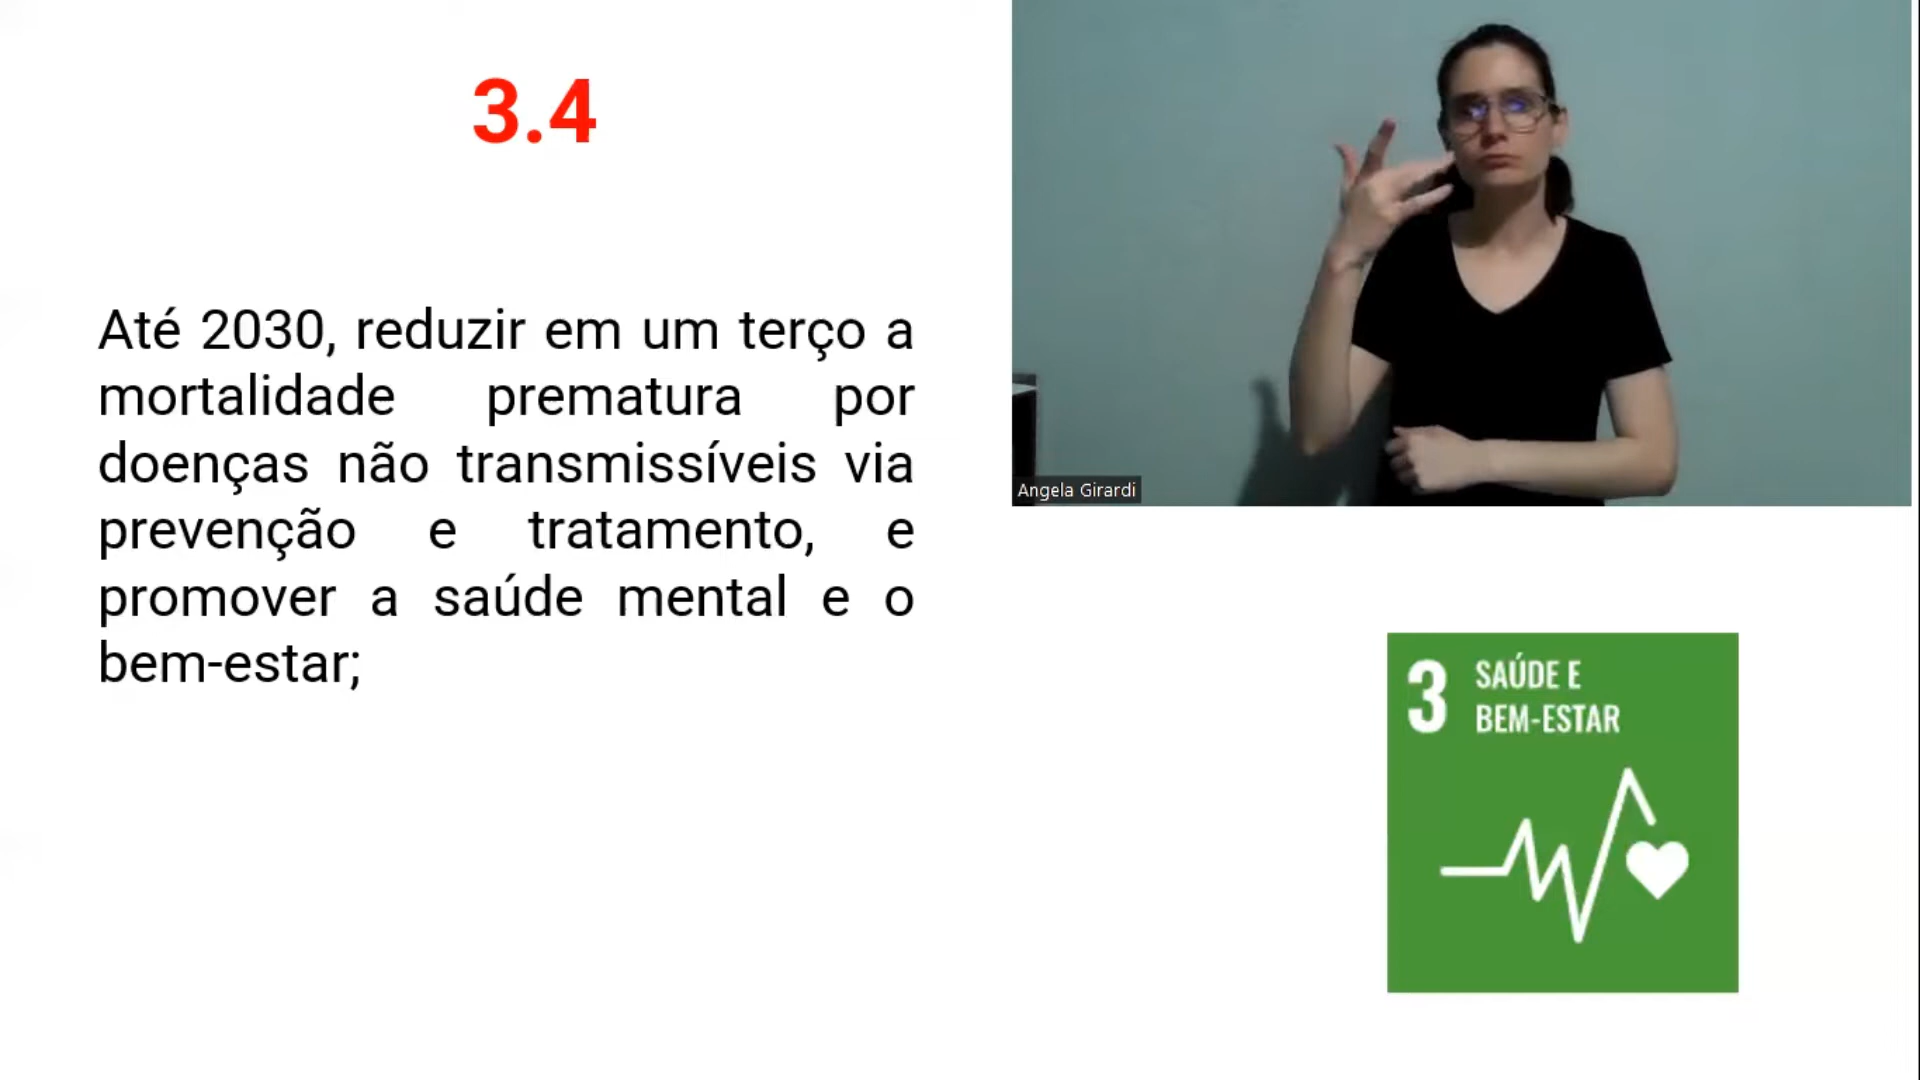 3.4
Até 2030, reduzir em um terço a
mortalidade prematura por
doenças não transmissíveis via
prevenção e tratamento, e
promover a saúde mental e o
bem-estar;
Angela Girardi
3 SAÚDE E
BEM-ESTAR